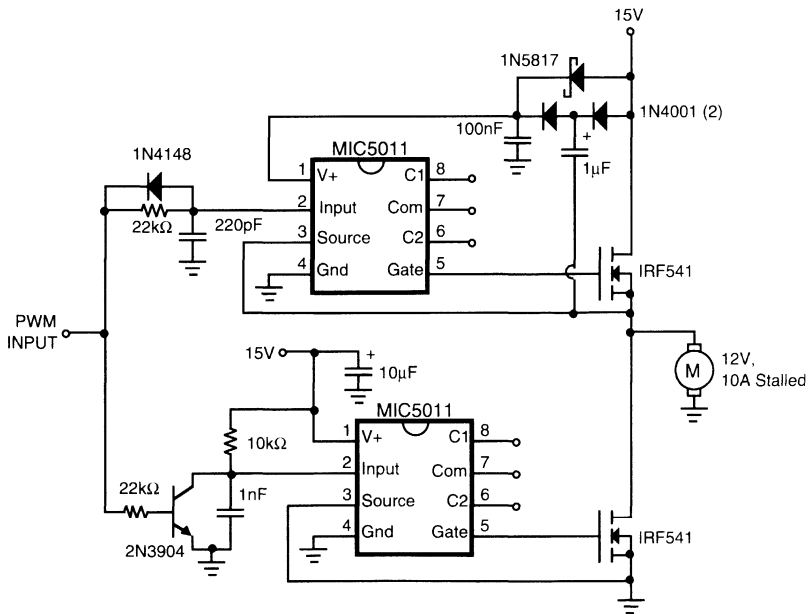 15V
1N5817
1N4001 (2)
100nF
+
1µF
MIC5011
1N4148
22kΩ
220pF
1 V+ C1 8
2 Input Com 7
3 Source C2 6
4 Gnd Gate 5
IRF541
PWM
INPUT
15V
+
10µF
M
12V,
10A Stalled
MIC5011
10kΩ
22kΩ
1nF
2N3904
1 V+ C1 8
2 Input Com 7
3 Source C2 6
4 Gnd Gate 5
IRF541